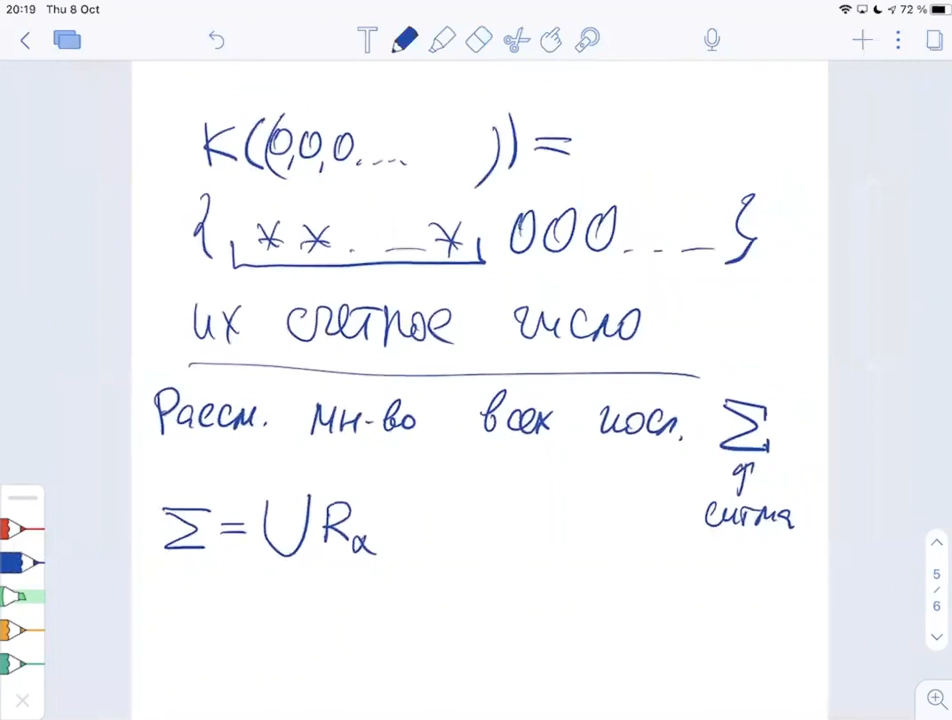 20:19 Thu 8 Oct
72 %
K((0,0,0.... )) =
{ * * . _ * , 000.... }
их счетное число
Рассм. мн-во всех посл. Σ
сигма
Σ = ∪ Rα
5
/
6